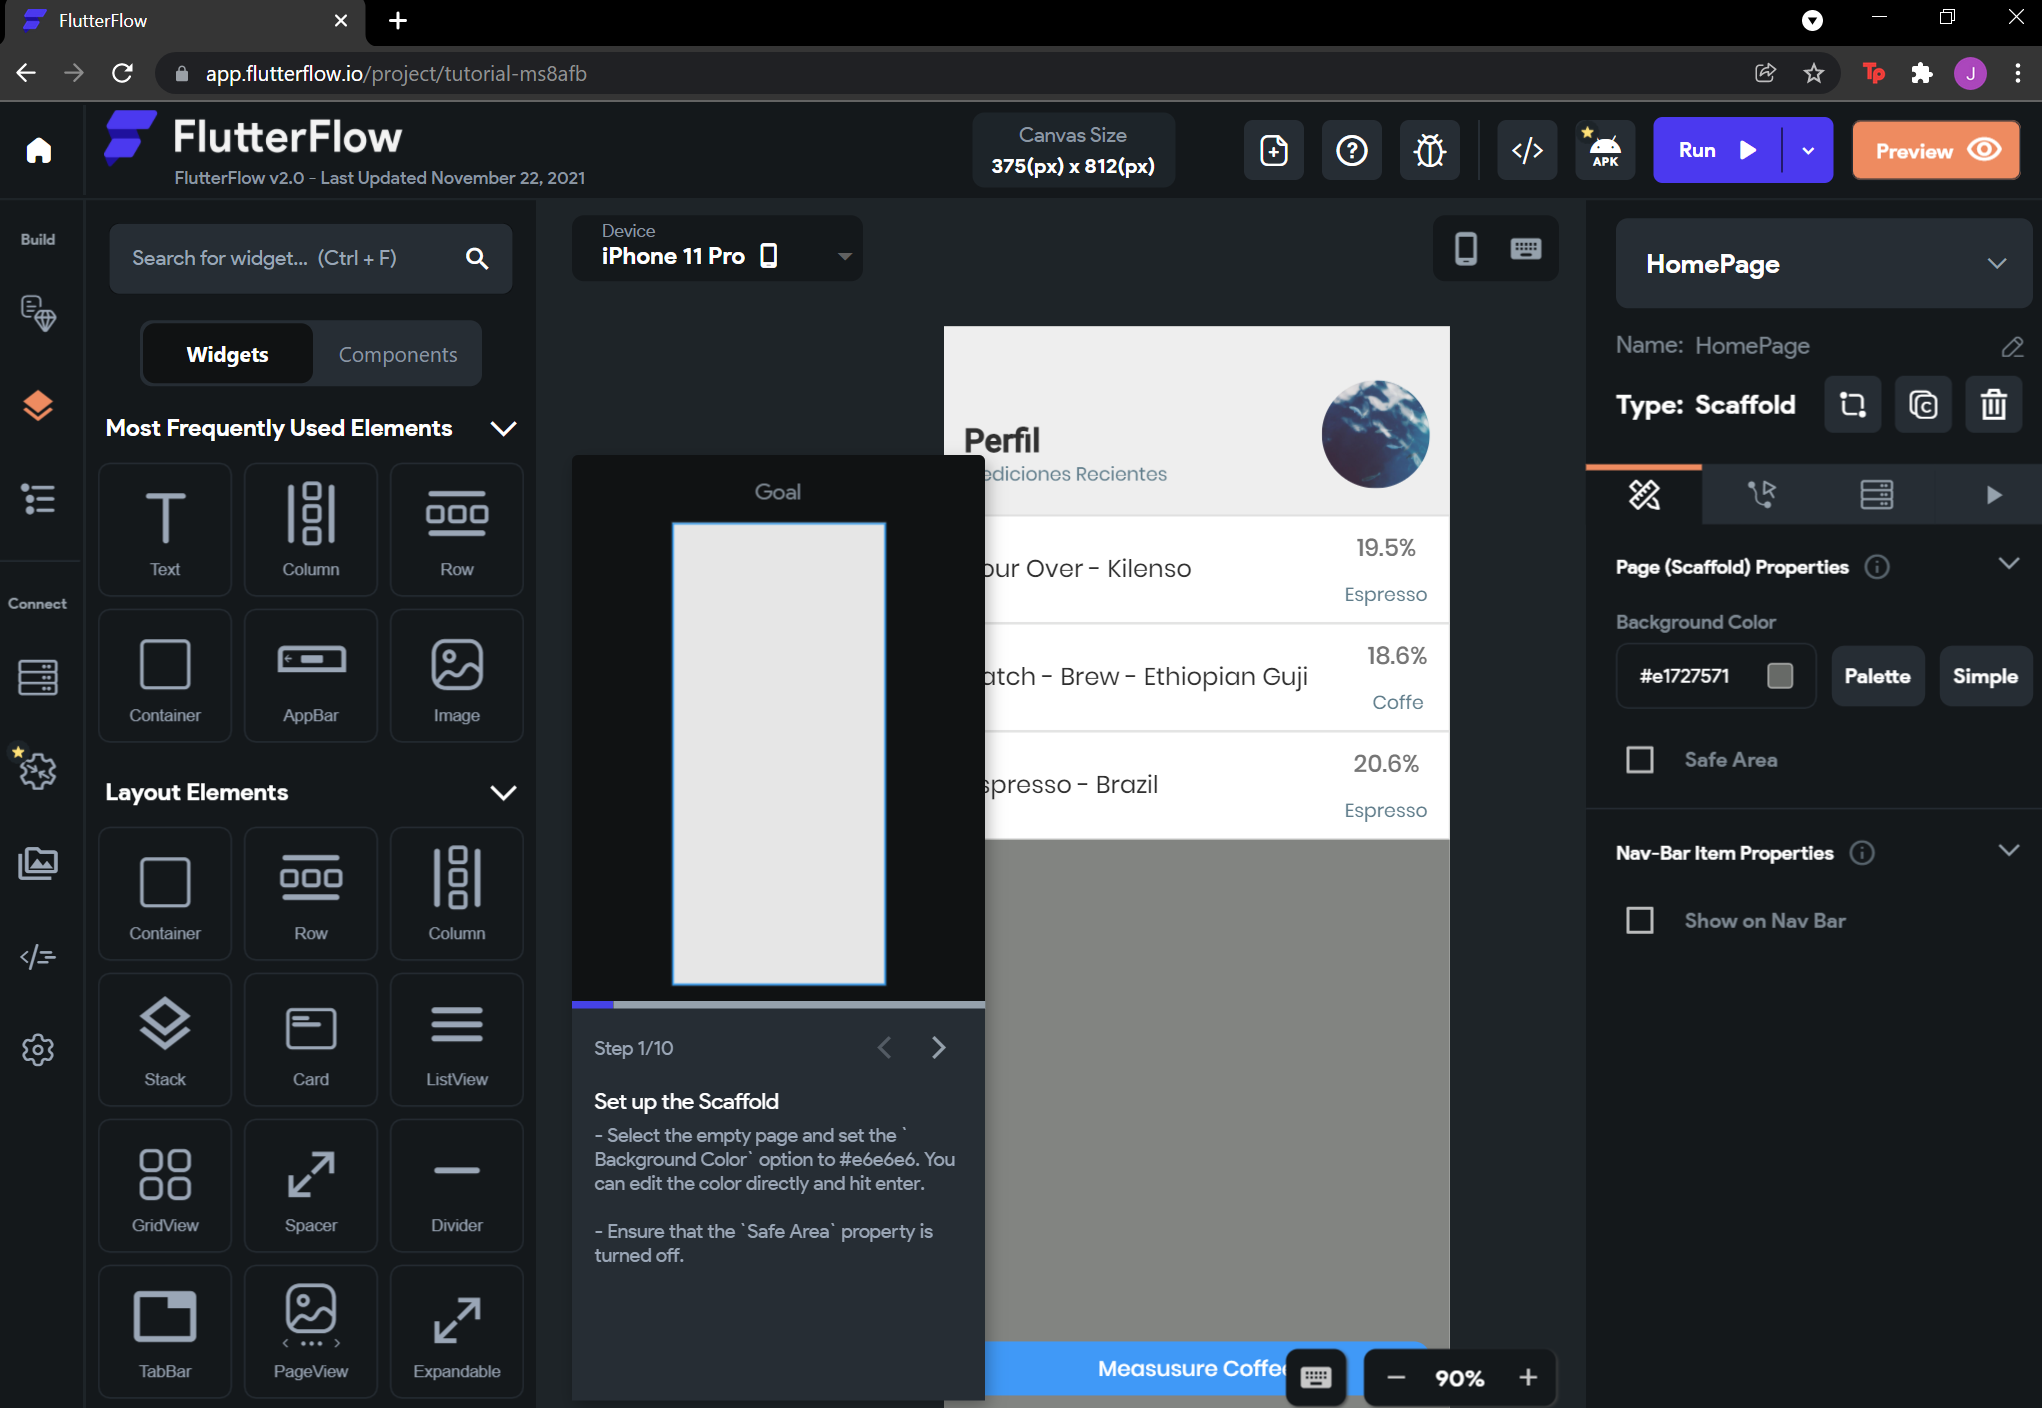 FlutterFlow
app.flutterflow.io/project/tutorial-ms8afb
Tp
J
FlutterFlow
FlutterFlow v2.0 - Last Updated November 22, 2021
Canvas Size
375(px) x 812(px)
APK
Run
Preview
Build
Connect
Search for widget... (Ctrl + F)
Widgets
Components
Most Frequently Used Elements
Text
Column
Row
Container
AppBar
Image
Layout Elements
Container
Row
Column
Stack
Card
ListView
GridView
Spacer
Divider
TabBar
PageView
Expandable
Device
iPhone 11 Pro
Goal
Step 1/10
Set up the Scaffold
- Select the empty page and set the `
Background Color` option to #e6e6e6. You
can edit the color directly and hit enter.
- Ensure that the `Safe Area` property is
turned off.
Perfil
ediciones Recientes
our Over - Kilenso
19.5%
Espresso
atch - Brew - Ethiopian Guji
18.6%
Coffe
spresso - Brazil
20.6%
Espresso
Meausure Coffee
90%
HomePage
Name: HomePage
Type: Scaffold
Page (Scaffold) Properties
Background Color
#e1727571
Palette
Simple
Safe Area
Nav-Bar Item Properties
Show on Nav Bar